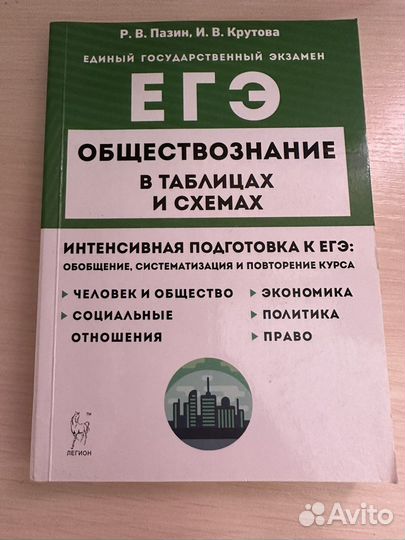 Р. В. Пазин, И. В. Крутова
ЕДИНЫЙ ГОСУДАРСТВЕННЫЙ ЭКЗАМЕН
ЕГЭ
ОБЩЕСТВОЗНАНИЕ
В ТАБЛИЦАХ
И СХЕМАХ
ИНТЕНСИВНАЯ ПОДГОТОВКА К ЕГЭ:
ОБОБЩЕНИЕ, СИСТЕМАТИЗАЦИЯ И ПОВТОРЕНИЕ КУРСА
ЧЕЛОВЕК И ОБЩЕСТВО
СОЦИАЛЬНЫЕ
ОТНОШЕНИЯ
ЭКОНОМИКА
ПОЛИТИКА
ПРАВО
TM
ЛЕГИОН
Avito